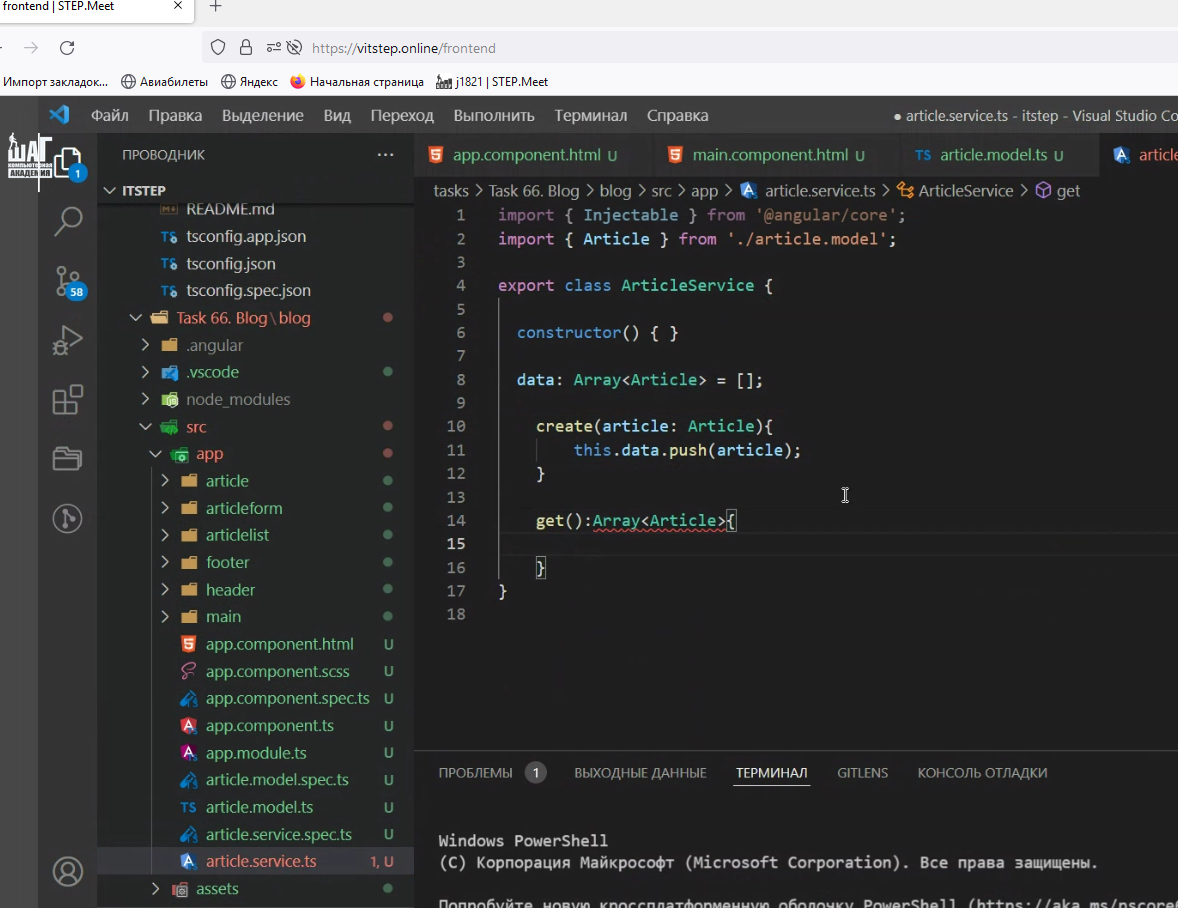 frontend | STEP.Meet
https://vitstep.online/frontend
Импорт закладок... Авиабилеты Яндекс Начальная страница j1821 | STEP.Meet
Файл Правка Выделение Вид Переход Выполнить Терминал Справка
● article.service.ts - itstep - Visual Studio Co
ШАГ
КОМПЬЮТЕРНАЯ
АКАДЕМИЯ
1
58
ПРОВОДНИК ...
ITSTEP
README.md
tsconfig.app.json
tsconfig.json
tsconfig.spec.json
Task 66. Blog\blog
.angular
.vscode
node_modules
src
app
article
articleform
articlelist
footer
header
main
app.component.html U
app.component.scss U
app.component.spec.ts U
app.component.ts U
app.module.ts U
article.model.spec.ts U
article.model.ts U
article.service.spec.ts U
article.service.ts 1, U
assets
app.component.html U main.component.html U TS article.model.ts U article
tasks > Task 66. Blog > blog > src > app > article.service.ts > ArticleService > get
1 import { Injectable } from '@angular/core';
2 import { Article } from './article.model';
3
4 export class ArticleService {
5
6 constructor() { }
7
8 data: Array<Article> = [];
9
10 create(article: Article){
11 this.data.push(article);
12 }
13
14 get():Array<Article>{
15
16 }
17 }
18
ПРОБЛЕМЫ 1 ВЫХОДНЫЕ ДАННЫЕ ТЕРМИНАЛ GITLENS КОНСОЛЬ ОТЛАДКИ
Windows PowerShell
(C) Корпорация Майкрософт (Microsoft Corporation). Все права защищены.
Попробуйте новую кроссплатформенную оболочку PowerShell (https://aka.ms/pscore6